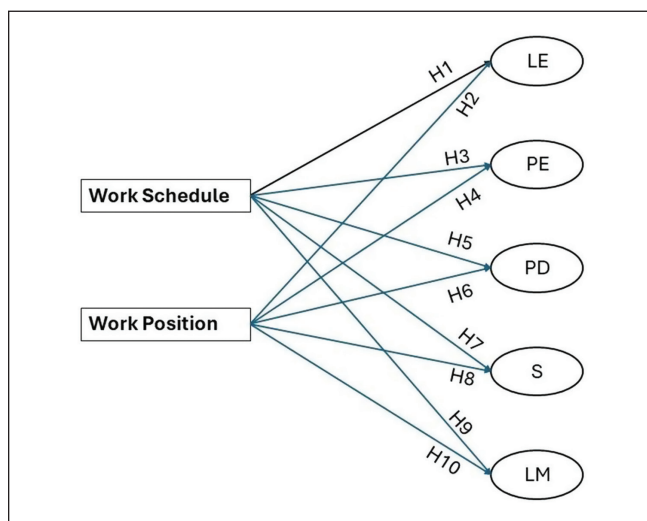 H1
LE
H2
H3
PE
Work Schedule
H4
H5
PD
H6
Work Position
H7
H8
S
H9
H10
LM